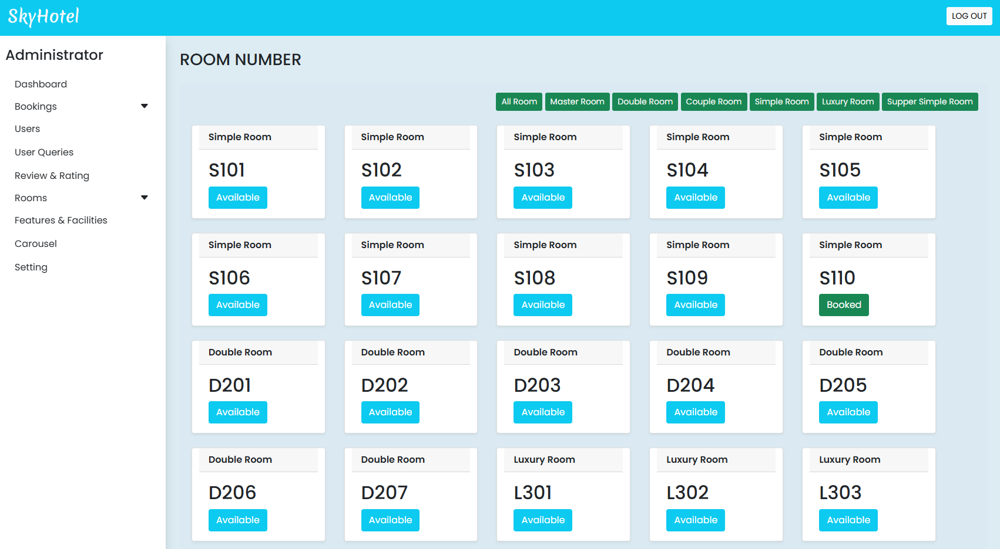 SkyHotel
LOG OUT
Administrator
Dashboard
Bookings
Users
User Queries
Review & Rating
Rooms
Features & Facilities
Carousel
Setting
ROOM NUMBER
All Room Master Room Double Room Couple Room Simple Room Luxury Room Supper Simple Room
Simple Room Simple Room Simple Room Simple Room Simple Room
S101 S102 S103 S104 S105
Available Available Available Available Available
Simple Room Simple Room Simple Room Simple Room Simple Room
S106 S107 S108 S109 S110
Available Available Available Available Booked
Double Room Double Room Double Room Double Room Double Room
D201 D202 D203 D204 D205
Available Available Available Available Available
Double Room Double Room Luxury Room Luxury Room Luxury Room
D206 D207 L301 L302 L303
Available Available Available Available Available